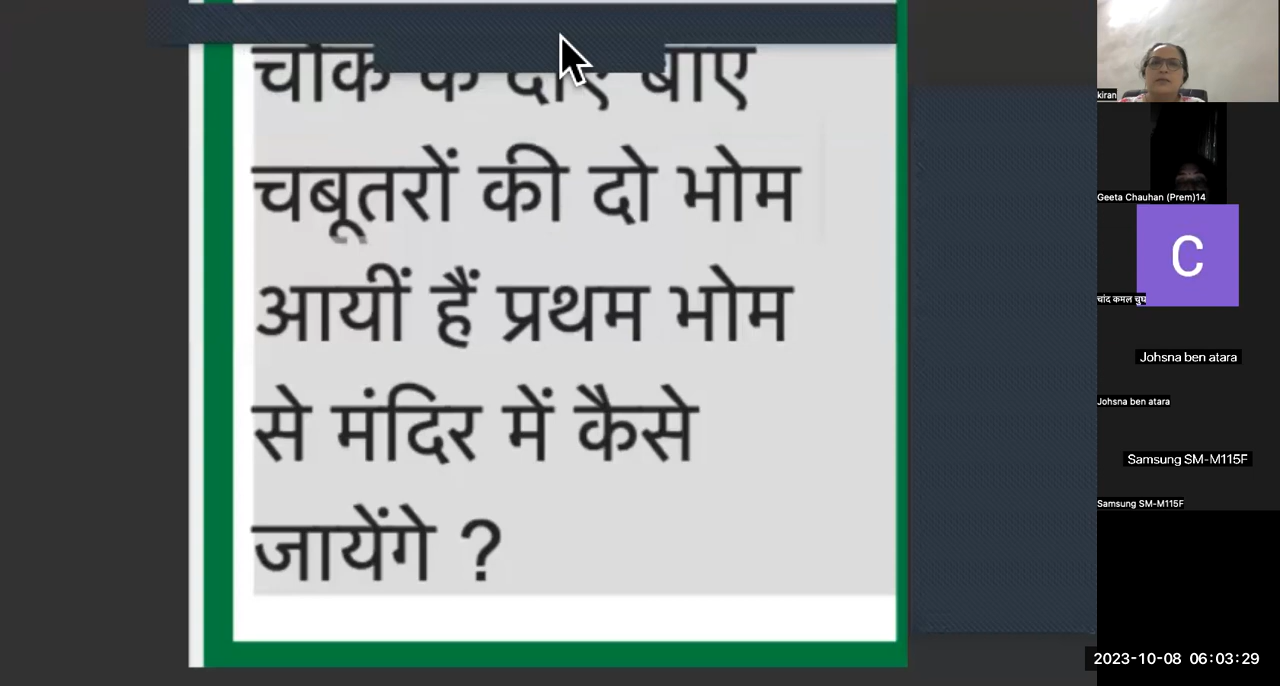 चौक के दाएं बाएं
चबूतरों की दो भोम
आयीं हैं प्रथम भोम
से मंदिर में कैसे
जायेंगे ?
kiran
Geeta Chauhan (Prem)14
C
चांद कमल चुघ
Johsna ben atara
Johsna ben atara
Samsung SM-M115F
Samsung SM-M115F
2023-10-08 06:03:29